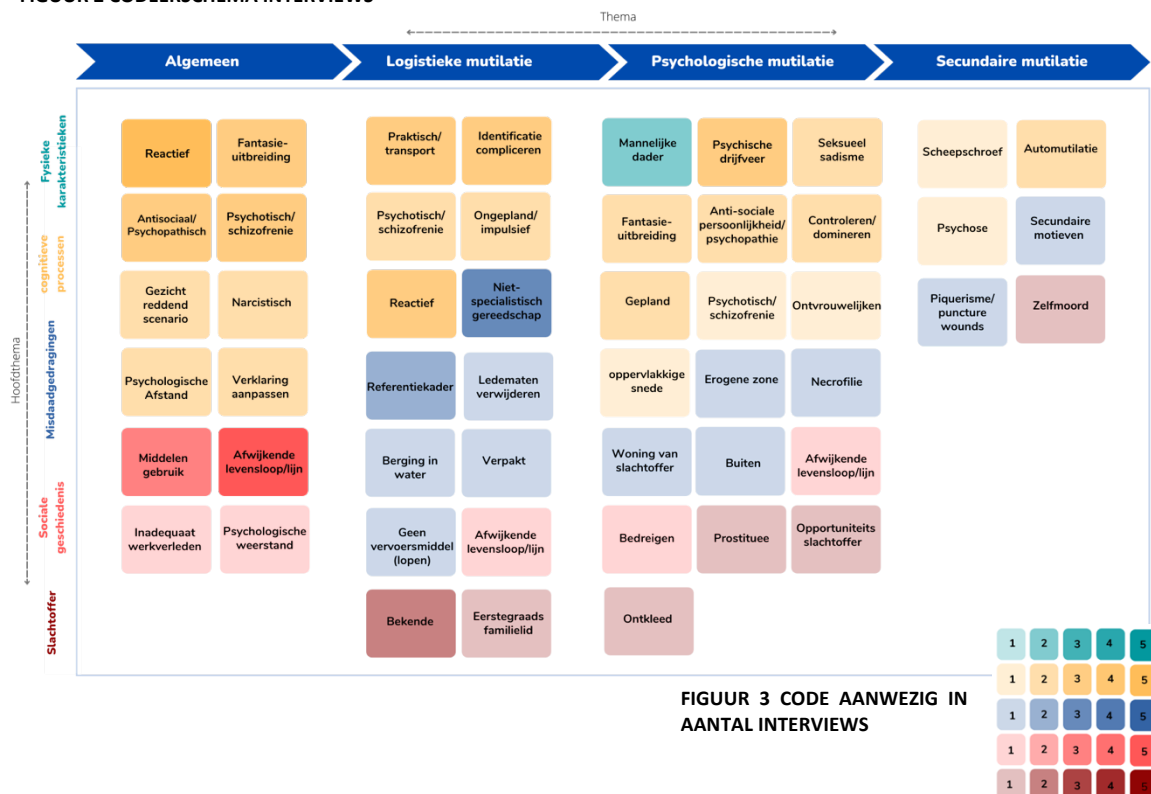 FIGUUR 2 CODEERSCHEMA INTERVIEWS
Thema
Algemeen
Logistieke mutilatie
Psychologische mutilatie
Secundaire mutilatie
Hoofdthema
Fysieke
karakteristieken
cognitieve
processen
Misdaadgedragingen
Sociale
geschiedenis
Slachtoffer
Reactief
Fantasie-
uitbreiding
Antisociaal/
Psychopathisch
Psychotisch/
schizofrenie
Gezicht
reddend
scenario
Narcistisch
Psychologische
Afstand
Verklaring
aanpassen
Middelen
gebruik
Afwijkende
levensloop/lijn
Inadequaat
werkverleden
Psychologische
weerstand
Praktisch/
transport
Identificatie
compliceren
Psychotisch/
schizofrenie
Ongepland/
impulsief
Reactief
Niet-
specialistisch
gereedschap
Referentiekader
Ledematen
verwijderen
Berging in
water
Verpakt
Geen
vervoersmiddel
(lopen)
Afwijkende
levensloop/lijn
Bekende
Eerstegraads
familielid
Mannelijke
dader
Psychische
drijfveer
Seksueel
sadisme
Fantasie-
uitbreiding
Anti-sociale
persoonlijkheid/
psychopathie
Controleren/
domineren
Gepland
Psychotisch/
schizofrenie
Ontvrouwelijken
oppervlakkige
snede
Erogene zone
Necrofilie
Woning van
slachtoffer
Buiten
Afwijkende
levensloop/lijn
Bedreigen
Prostituee
Opportuniteits
slachtoffer
Ontkleed
Scheepschroef
Automutilatie
Psychose
Secundaire
motieven
Piquerisme/
puncture
wounds
Zelfmoord
FIGUUR 3 CODE AANWEZIG IN
AANTAL INTERVIEWS
1 2 3 4 5
1 2 3 4 5
1 2 3 4 5
1 2 3 4 5
1 2 3 4 5